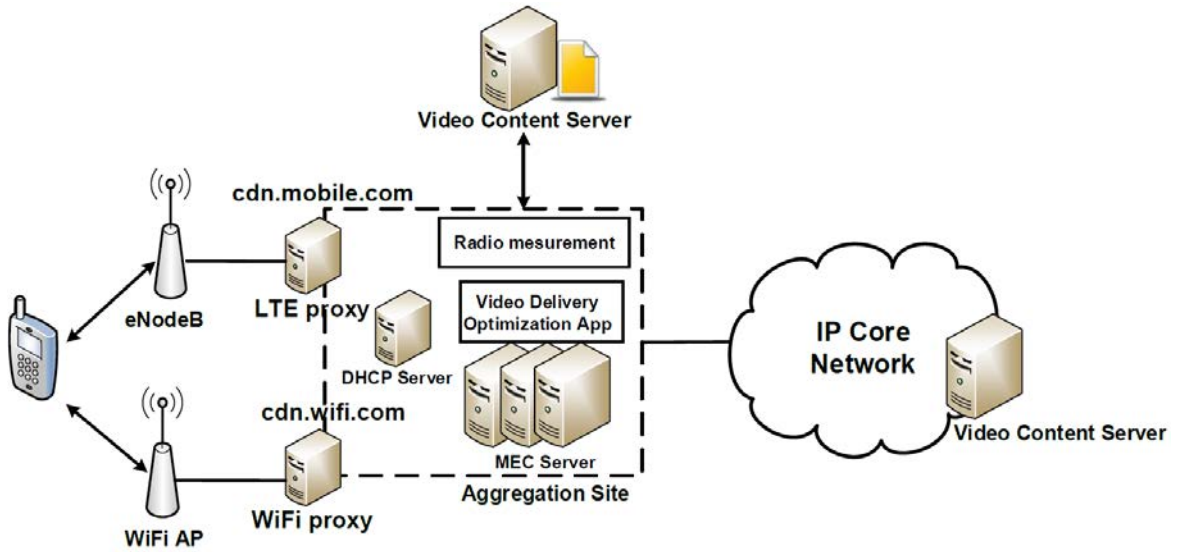 Video Content Server
cdn.mobile.com
Radio mesurement
eNodeB
LTE proxy
Video Delivery
Optimization App
DHCP Server
IP Core
Network
cdn.wifi.com
Video Content Server
MEC Server
Aggregation Site
WiFi proxy
WiFi AP